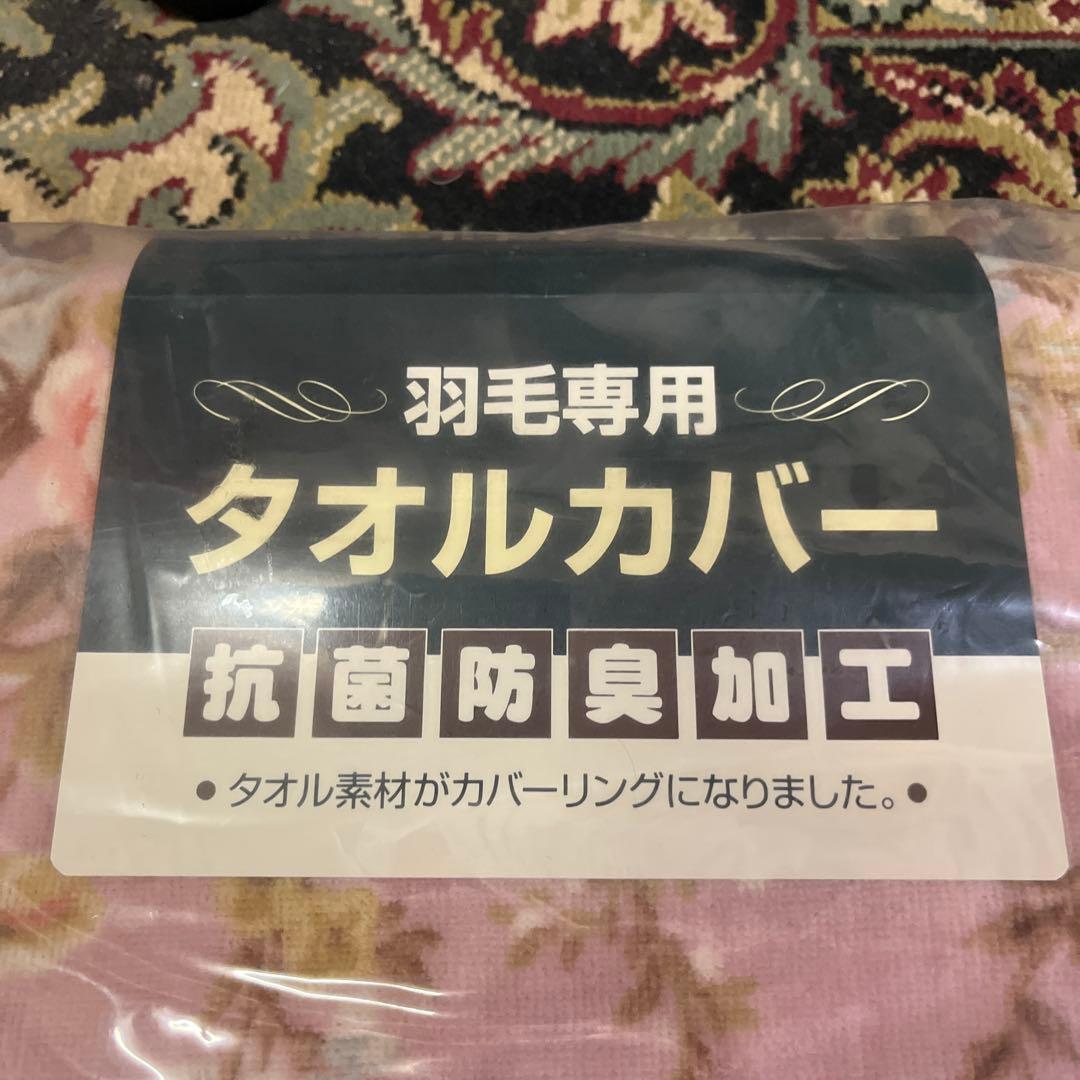 羽毛専用
タオルカバー
抗菌防臭加工
• タオル素材がカバーリングになりました。•